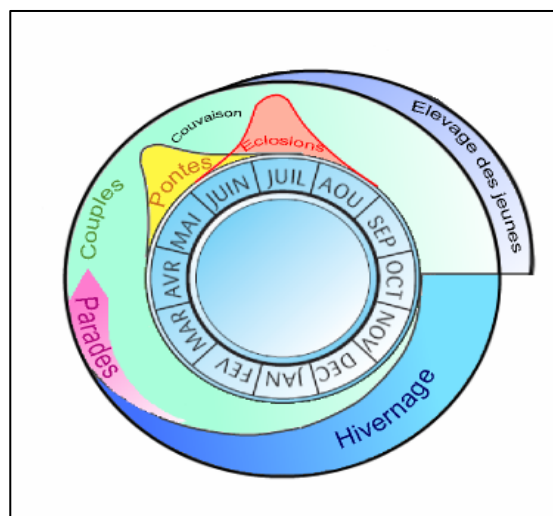 Elevage des jeunes
Couvaison
Eclosions
Pontes
Couples
Parades
Hivernage
JUIN
JUIL
AOU
SEP
OCT
NOV
DEC
JAN
FEV
MAR
AVR
MAI